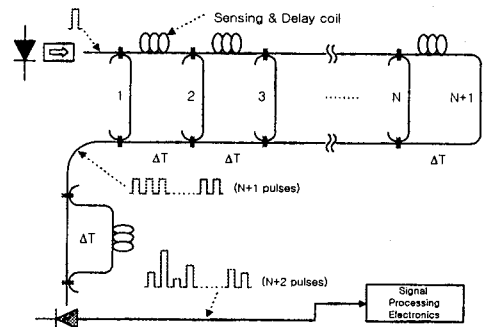 Sensing & Delay coil
1
2
3
........
N
N+1
ΔT
ΔT
ΔT
(N+1 pulses)
ΔT
(N+2 pulses)
Signal
Processing
Electronics